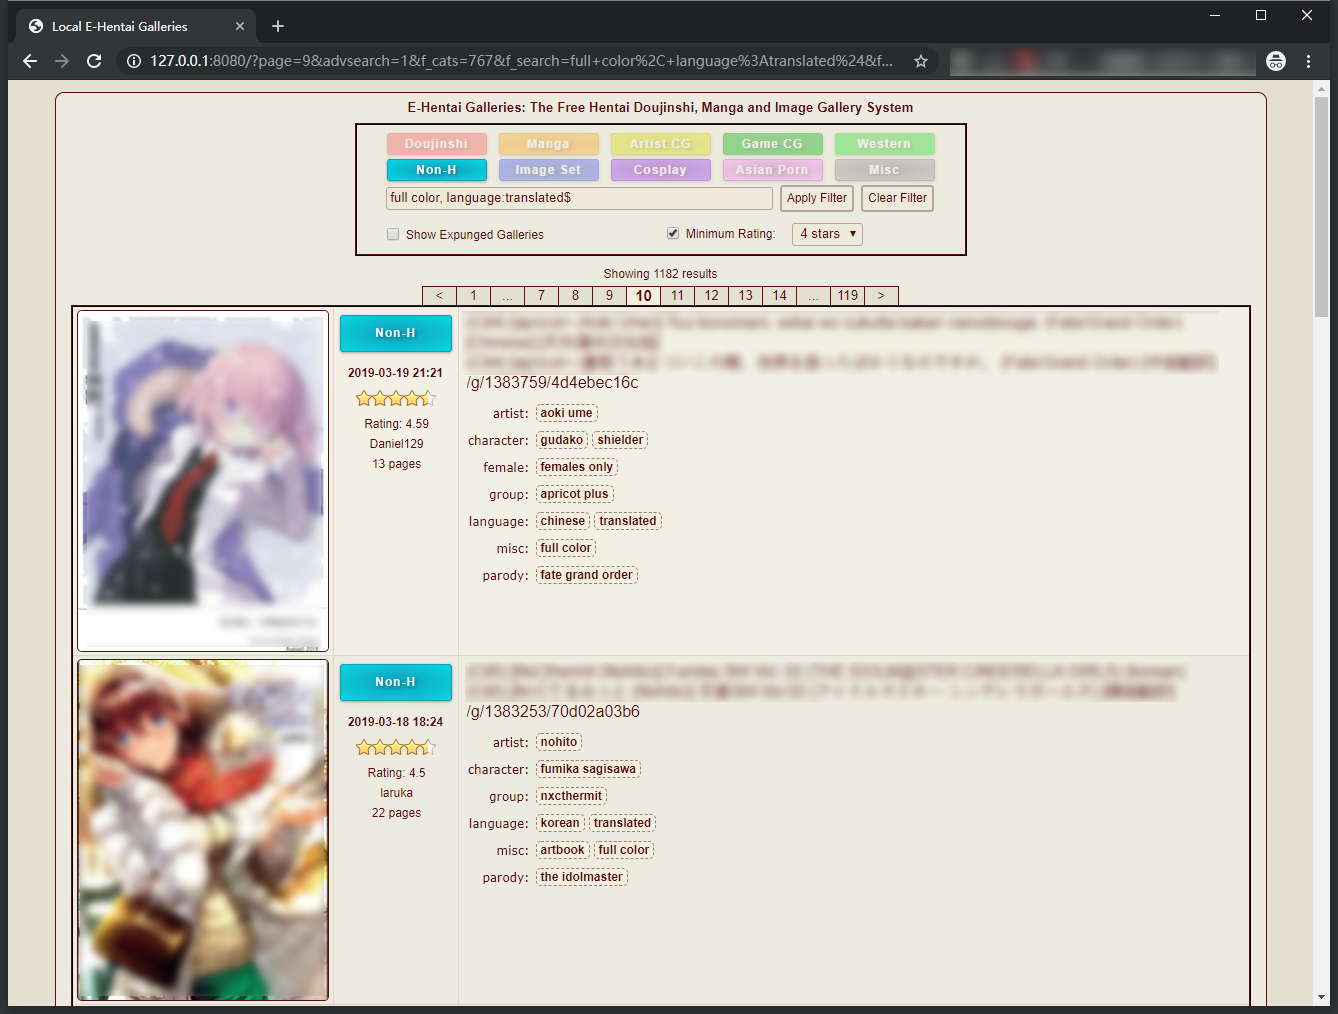 Local E-Hentai Galleries
127.0.0.1:8080/?page=9&advsearch=1&f_cats=767&f_search=full+color%2C+language%3Atranslated%24&f...
E-Hentai Galleries: The Free Hentai Doujinshi, Manga and Image Gallery System
Doujinshi Manga Artist CG Game CG Western
Non-H Image Set Cosplay Asian Porn Misc
full color, language:translated$ Apply Filter Clear Filter
Show Expunged Galleries Minimum Rating: 4 stars
Showing 1182 results
< 1 ... 7 8 9 10 11 12 13 14 ... 119 >
Non-H
2019-03-19 21:21
Rating: 4.59
Daniel129
13 pages
/g/1383759/4d4ebec16c
artist: aoki ume
character: gudako shielder
female: females only
group: apricot plus
language: chinese translated
misc: full color
parody: fate grand order
Non-H
2019-03-18 18:24
Rating: 4.5
laruka
22 pages
/g/1383253/70d02a03b6
artist: nohito
character: fumika sagisawa
group: nxcthermit
language: korean translated
misc: artbook full color
parody: the idolmaster